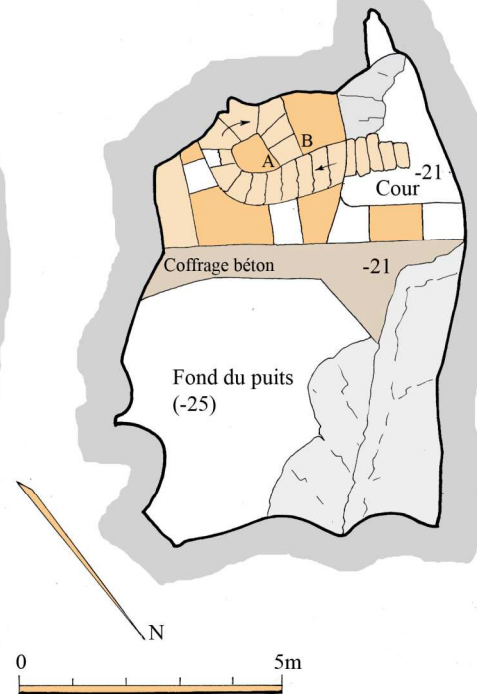 B
A
-21
Cour
Coffrage béton
-21
Fond du puits
(-25)
N
0
5m